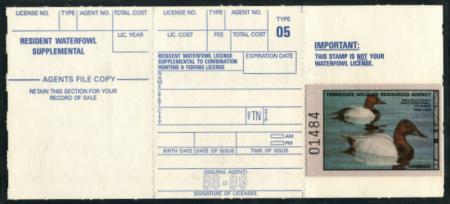 LICENSE NO. TYPE AGENT NO. TOTAL COST
RESIDENT WATERFOWL
SUPPLEMENTAL
LIC. YEAR
AGENTS FILE COPY
RETAIN THIS SECTION FOR YOUR
RECORD OF SALE
LICENSE NO. AGENT NO. TYPE
05
LIC. COST FEE TOTAL COST
RESIDENT WATERFOWL LICENSE
SUPPLEMENTAL TO COMBINATION
HUNTING & FISHING LICENSE
EXPIRATION DATE
TN
AM
PM
BIRTH DATE DATE OF ISSUE TIME OF ISSUE
(ISSUING AGENT)
88-89
SIGNATURE OF LICENSEE
IMPORTANT:
THIS STAMP IS NOT YOUR
WATERFOWL LICENSE.
01484
TENNESSEE WILDLIFE RESOURCES AGENCY